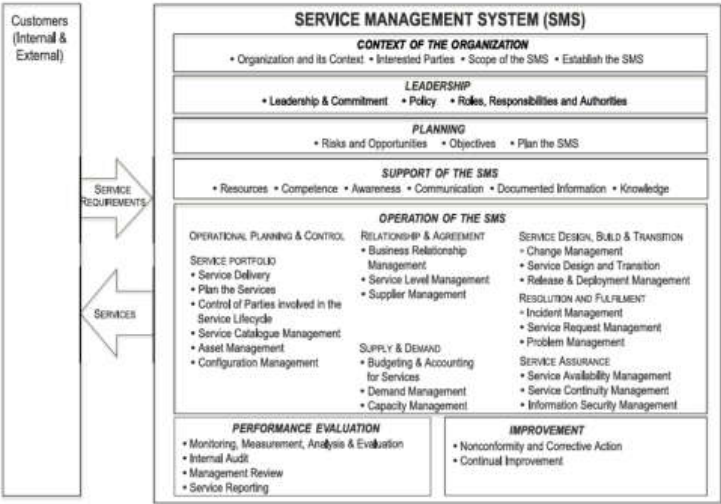 Customers
(Internal &
External)
SERVICE
REQUIREMENTS
SERVICES
SERVICE MANAGEMENT SYSTEM (SMS)
CONTEXT OF THE ORGANIZATION
• Organization and its Context • Interested Parties • Scope of the SMS • Establish the SMS
LEADERSHIP
• Leadership & Commitment • Policy • Roles, Responsibilities and Authorities
PLANNING
• Risks and Opportunities • Objectives • Plan the SMS
SUPPORT OF THE SMS
• Resources • Competence • Awareness • Communication • Documented Information • Knowledge
OPERATION OF THE SMS
OPERATIONAL PLANNING & CONTROL
SERVICE PORTFOLIO
• Service Delivery
• Plan the Services
• Control of Parties involved in the
Service Lifecycle
• Service Catalogue Management
• Asset Management
• Configuration Management
RELATIONSHIP & AGREEMENT
• Business Relationship
Management
• Service Level Management
• Supplier Management
SUPPLY & DEMAND
• Budgeting & Accounting
for Services
• Demand Management
• Capacity Management
SERVICE DESIGN, BUILD & TRANSITION
• Change Management
• Service Design and Transition
• Release & Deployment Management
RESOLUTION AND FULFILMENT
• Incident Management
• Service Request Management
• Problem Management
SERVICE ASSURANCE
• Service Availability Management
• Service Continuity Management
• Information Security Management
PERFORMANCE EVALUATION
• Monitoring, Measurement, Analysis & Evaluation
• Internal Audit
• Management Review
• Service Reporting
IMPROVEMENT
• Nonconformity and Corrective Action
• Continual Improvement